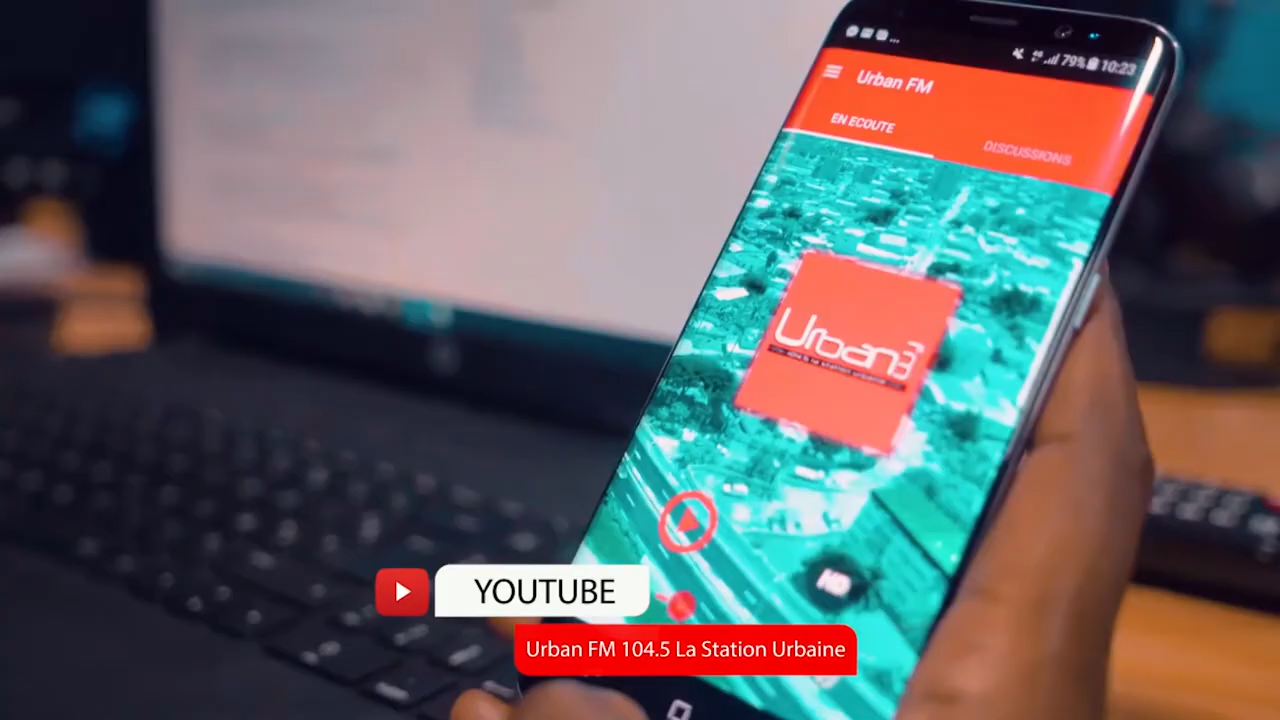 79% 10:23
Urban FM
EN ECOUTE
DISCUSSIONS
Urban
HD
YOUTUBE
Urban FM 104.5 La Station Urbaine